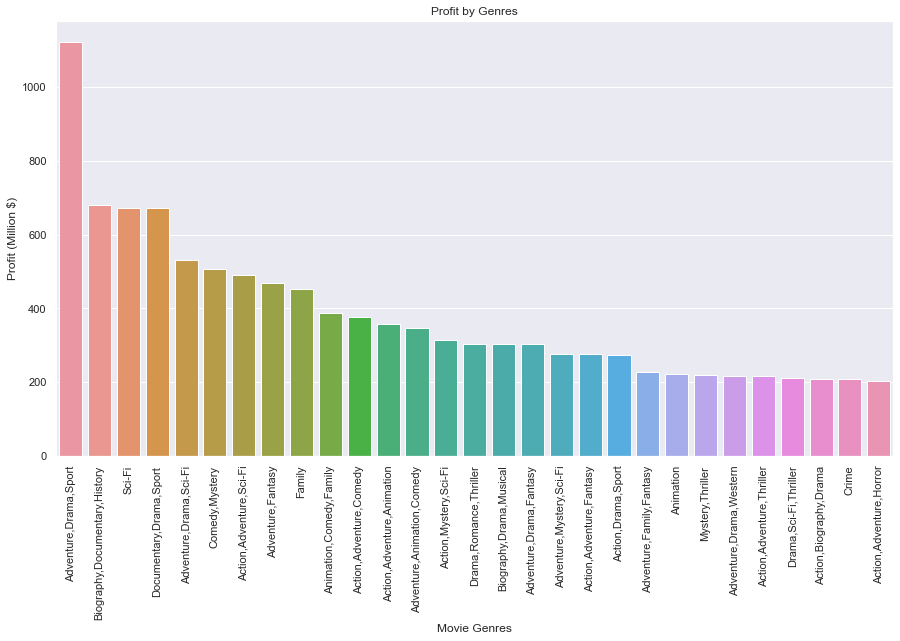 Profit by Genres
Profit (Million $)
1000
800
600
400
200
0
Adventure,Drama,Sport
Biography,Documentary,History
Sci-Fi
Documentary,Drama,Sport
Adventure,Drama,Sci-Fi
Comedy,Mystery
Action,Adventure,Sci-Fi
Adventure,Fantasy
Family
Animation,Comedy,Family
Action,Adventure,Comedy
Action,Adventure,Animation
Adventure,Animation,Comedy
Action,Mystery,Sci-Fi
Drama,Romance,Thriller
Biography,Drama,Musical
Adventure,Drama,Fantasy
Adventure,Mystery,Sci-Fi
Action,Adventure,Fantasy
Action,Drama,Sport
Adventure,Family,Fantasy
Animation
Mystery,Thriller
Adventure,Drama,Western
Action,Adventure,Thriller
Drama,Sci-Fi,Thriller
Action,Biography,Drama
Crime
Action,Adventure,Horror
Movie Genres